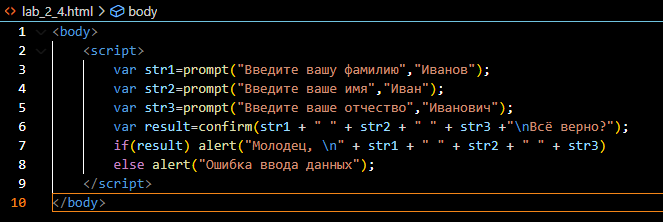 lab_2_4.html > body
1 <body>
2 <script>
3 var str1=prompt("Введите вашу фамилию","Иванов");
4 var str2=prompt("Введите ваше имя","Иван");
5 var str3=prompt("Введите ваше отчество","Иванович");
6 var result=confirm(str1 + " " + str2 + " " + str3 +"\nВсё верно?");
7 if(result) alert("Молодец, \n" + str1 + " " + str2 + " " + str3)
8 else alert("Ошибка ввода данных");
9 </script>
10 </body>